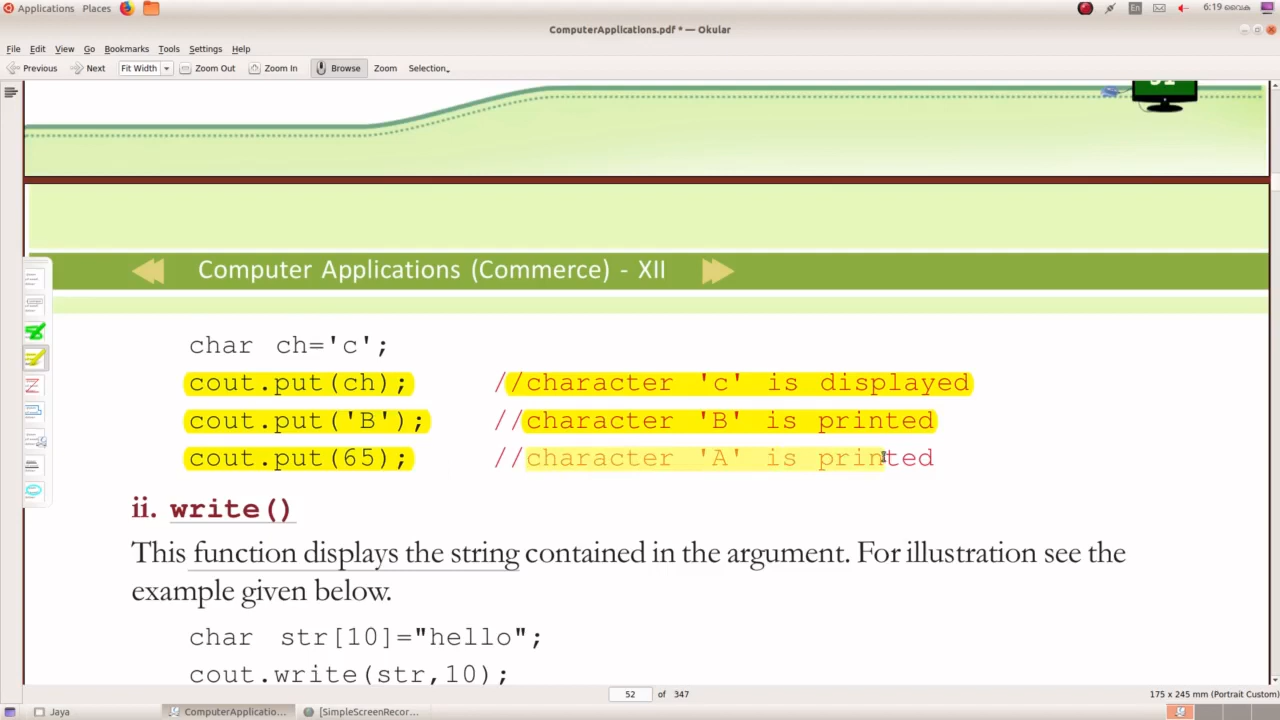 Applications Places En 6:19 വൈകു
ComputerApplications.pdf * — Okular
File Edit View Go Bookmarks Tools Settings Help
Previous Next Fit Width Zoom Out Zoom In Browse Zoom Selection
Computer Applications (Commerce) - XII
char ch='c';
cout.put(ch); //character 'c' is displayed
cout.put('B'); //character 'B' is printed
cout.put(65); //character 'A' is printed
ii. write()
This function displays the string contained in the argument. For illustration see the
example given below.
char str[10]="hello";
cout.write(str,10);
52 of 347 175 x 245 mm (Portrait Custom)
Jaya ComputerApplicatio... [SimpleScreenRecor...